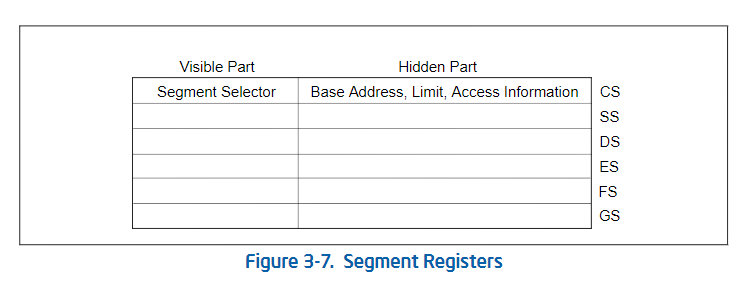 Visible Part Hidden Part
Segment Selector Base Address, Limit, Access Information CS
SS
DS
ES
FS
GS
Figure 3-7. Segment Registers